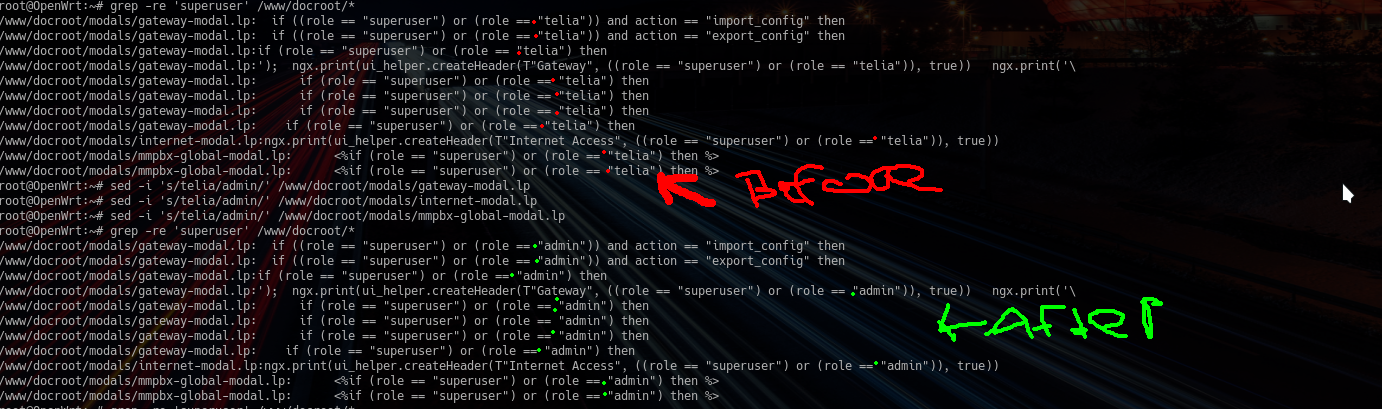 root@OpenWrt:~# grep -re 'superuser' /www/docroot/*
/www/docroot/modals/gateway-modal.lp:  if ((role == "superuser") or (role == "telia")) and action == "import_config" then
/www/docroot/modals/gateway-modal.lp:  if ((role == "superuser") or (role == "telia")) and action == "export_config" then
/www/docroot/modals/gateway-modal.lp:if (role == "superuser") or (role == "telia") then
/www/docroot/modals/gateway-modal.lp:');  ngx.print(ui_helper.createHeader(T"Gateway", ((role == "superuser") or (role == "telia")), true))   ngx.print('\
/www/docroot/modals/gateway-modal.lp:      if (role == "superuser") or (role == "telia") then
/www/docroot/modals/gateway-modal.lp:      if (role == "superuser") or (role == "telia") then
/www/docroot/modals/gateway-modal.lp:      if (role == "superuser") or (role == "telia") then
/www/docroot/modals/gateway-modal.lp:    if (role == "superuser") or (role == "telia") then
/www/docroot/modals/internet-modal.lp:ngx.print(ui_helper.createHeader(T"Internet Access", ((role == "superuser") or (role == "telia"), true))
/www/docroot/modals/mmpbx-global-modal.lp:      <%if (role == "superuser") or (role == "telia") then %>
/www/docroot/modals/mmpbx-global-modal.lp:      <%if (role == "superuser") or (role == "telia") then %>
Before
root@OpenWrt:~# sed -i 's/telia/admin/' /www/docroot/modals/gateway-modal.lp
root@OpenWrt:~# sed -i 's/telia/admin/' /www/docroot/modals/internet-modal.lp
root@OpenWrt:~# sed -i 's/telia/admin/' /www/docroot/modals/mmpbx-global-modal.lp
root@OpenWrt:~# grep -re 'superuser' /www/docroot/*
/www/docroot/modals/gateway-modal.lp:  if ((role == "superuser") or (role == "admin")) and action == "import_config" then
/www/docroot/modals/gateway-modal.lp:  if ((role == "superuser") or (role == "admin")) and action == "export_config" then
/www/docroot/modals/gateway-modal.lp:if (role == "superuser") or (role == "admin") then
/www/docroot/modals/gateway-modal.lp:');  ngx.print(ui_helper.createHeader(T"Gateway", ((role == "superuser") or (role == "admin")), true))   ngx.print('\
/www/docroot/modals/gateway-modal.lp:      if (role == "superuser") or (role == "admin") then
/www/docroot/modals/gateway-modal.lp:      if (role == "superuser") or (role == "admin") then
/www/docroot/modals/gateway-modal.lp:      if (role == "superuser") or (role == "admin") then
/www/docroot/modals/gateway-modal.lp:    if (role == "superuser") or (role == "admin") then
After
/www/docroot/modals/internet-modal.lp:ngx.print(ui_helper.createHeader(T"Internet Access", ((role == "superuser") or (role == "admin"), true))
/www/docroot/modals/mmpbx-global-modal.lp:      <%if (role == "superuser") or (role == "admin") then %>
/www/docroot/modals/mmpbx-global-modal.lp:      <%if (role == "superuser") or (role == "admin") then %>
root@OpenWrt:~# grep -re 'superuser' /www/docroot/*